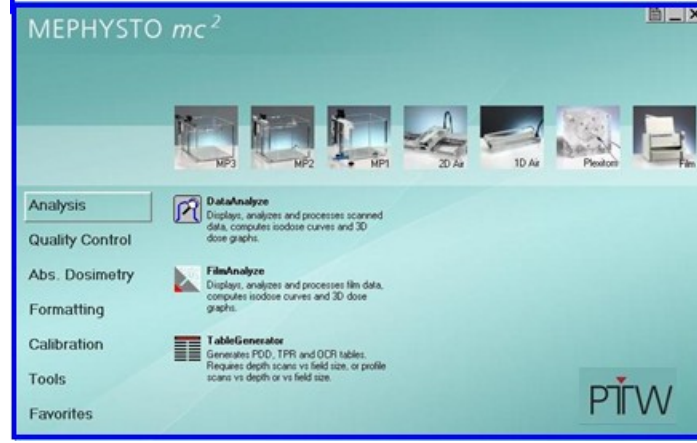 MEPHYSTO mc²
MP3 MP2 MP1 2D Air 1D Air Plexitom Film
Analysis
Quality Control
Abs. Dosimetry
Formatting
Calibration
Tools
Favorites
DataAnalyze
Displays, analyzes and processes scanned
data, computes isodose curves and 3D
dose graphs.
FilmAnalyze
Displays, analyzes and processes film data,
computes isodose curves and 3D dose
graphs.
TableGenerator
Generates PDD, TPR and OCR tables.
Requires depth scans vs field size, or profile
scans vs depth or vs field size.
PTW